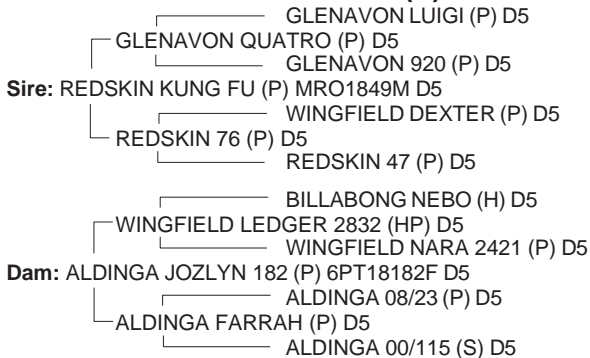 GLENAVON LUIGI (P) D5
GLENAVON QUATRO (P) D5
GLENAVON 920 (P) D5
Sire: REDSKIN KUNG FU (P) MRO1849M D5
WINGFIELD DEXTER (P) D5
REDSKIN 76 (P) D5
REDSKIN 47 (P) D5
BILLABONG NEBO (H) D5
WINGFIELD LEDGER 2832 (HP) D5
WINGFIELD NARA 2421 (P) D5
Dam: ALDINGA JOZLYN 182 (P) 6PT18182F D5
ALDINGA 08/23 (P) D5
ALDINGA FARRAH (P) D5
ALDINGA 00/115 (S) D5